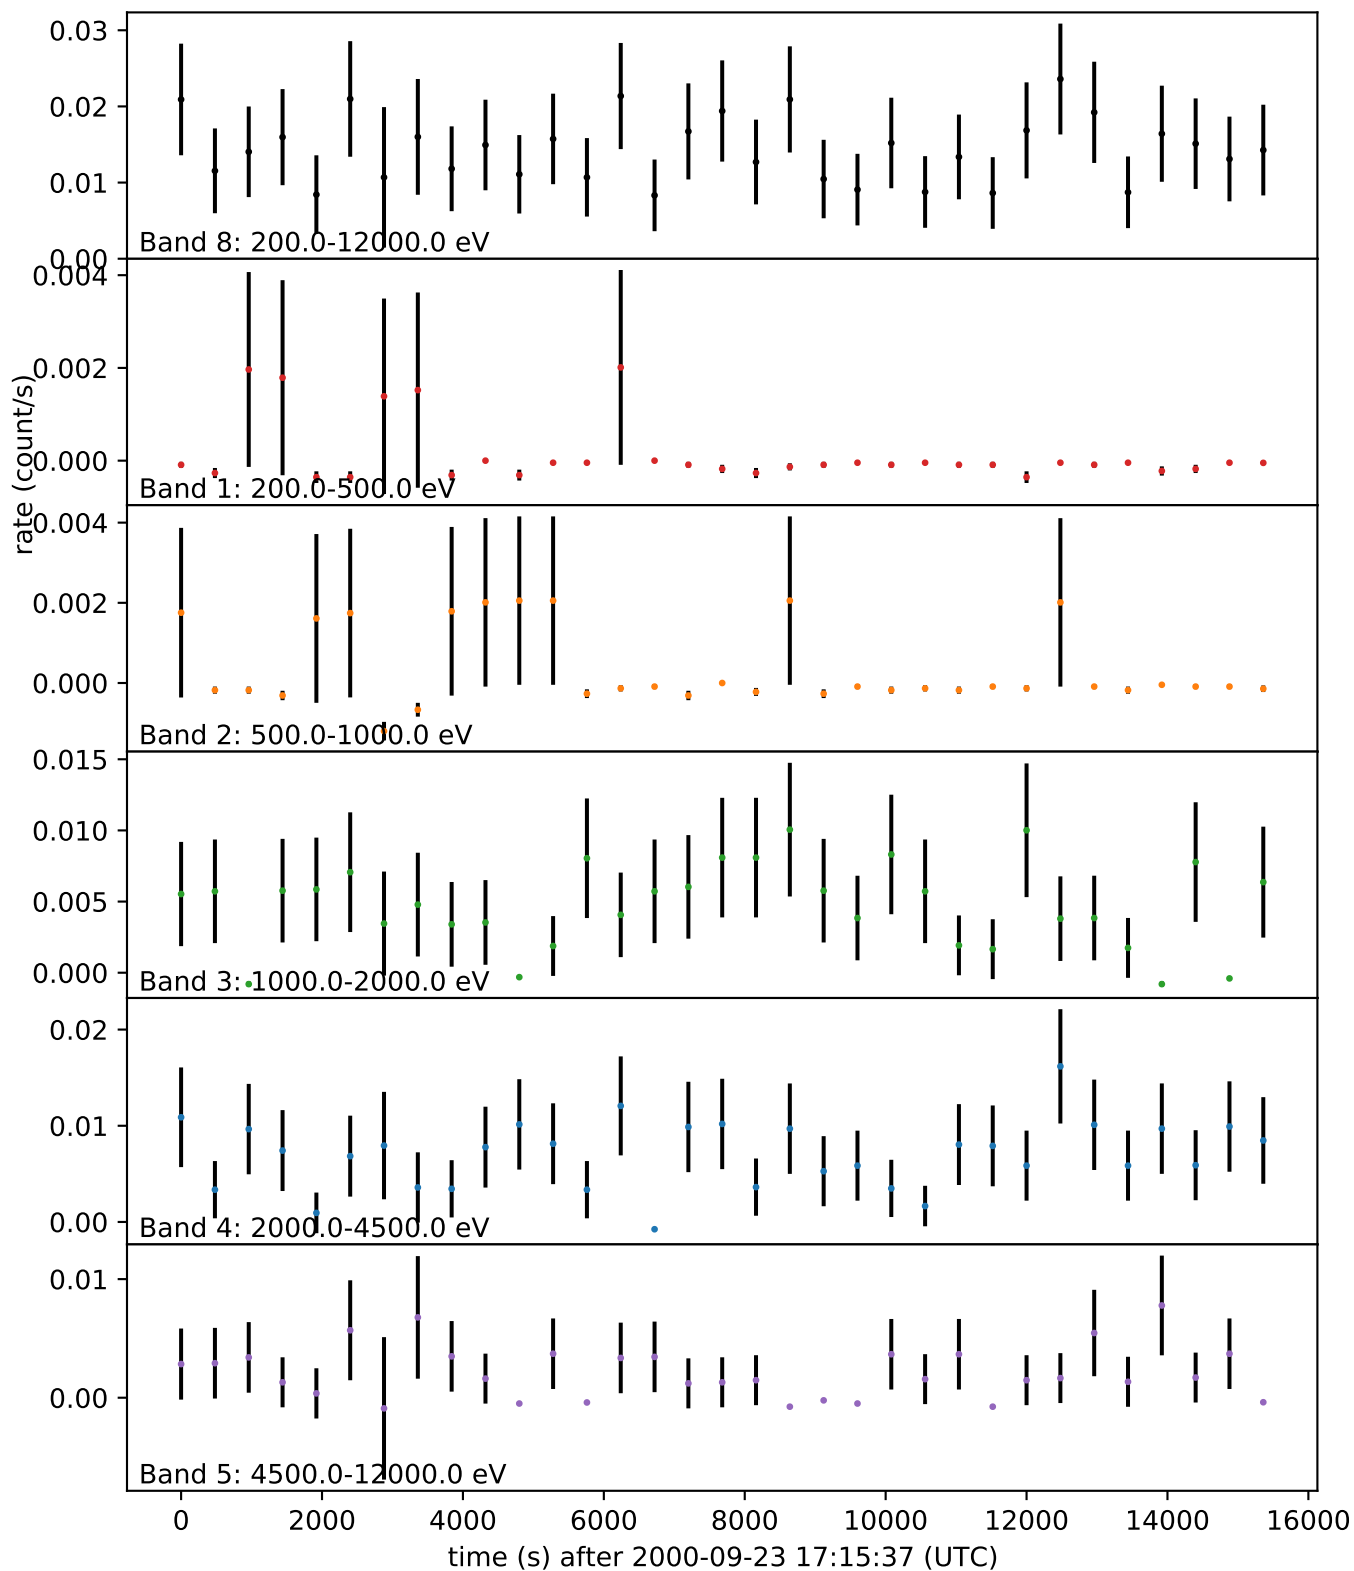 0.03
0.02
0.01
0.00
Band 8: 200.0-12000.0 eV
0.004
0.002
0.000
Band 1: 200.0-500.0 eV
rate (count/s)
0.004
0.002
0.000
Band 2: 500.0-1000.0 eV
0.015
0.010
0.005
0.000
Band 3: 1000.0-2000.0 eV
0.02
0.01
0.00
Band 4: 2000.0-4500.0 eV
0.01
0.00
Band 5: 4500.0-12000.0 eV
0 2000 4000 6000 8000 10000 12000 14000 16000
time (s) after 2000-09-23 17:15:37 (UTC)